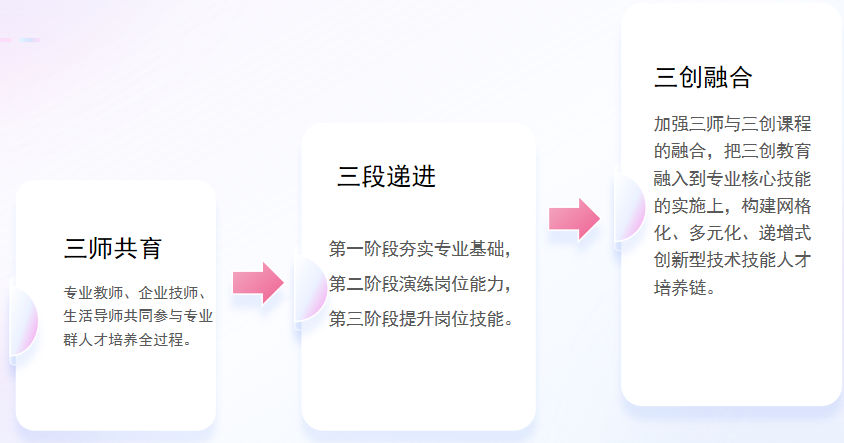 三师共育
专业教师、企业技师、
生活导师共同参与专业
群人才培养全过程。
三段递进
第一阶段夯实专业基础，
第二阶段演练岗位能力，
第三阶段提升岗位技能。
三创融合
加强三师与三创课程
的融合，把三创教育
融入到专业核心技能
的实施上，构建网格
化、多元化、递增式
创新型技术技能人才
培养链。